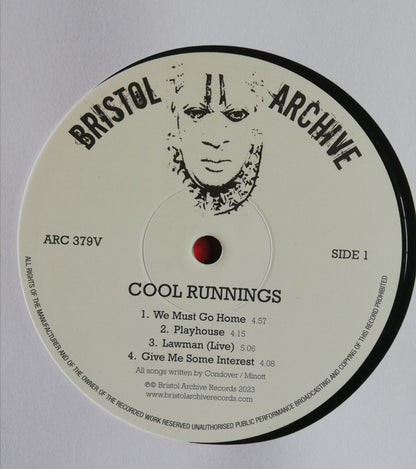 BRISTOL ARCHIVE
ARC 379V
SIDE 1
COOL RUNNINGS
1. We Must Go Home 4.57
2. Playhouse 4.15
3. Lawman (Live) 5.06
4. Give Me Some Interest 4.08
All songs written by Condover / Minott
℗© Bristol Archive Records 2023
www.bristolarchiverecords.com
ALL RIGHTS OF THE MANUFACTURER AND OF THE OWNER OF THE RECORDED WORK RESERVED UNAUTHORISED PUBLIC PERFORMANCE BROADCASTING AND COPYING OF THIS RECORD PROHIBITED